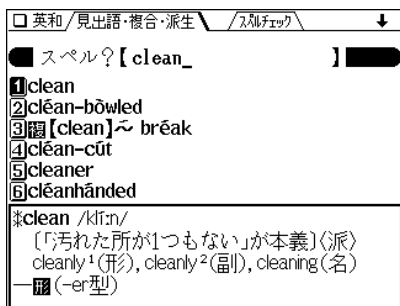 英和 見出語・複合・派生 スペルチェック ↓
スペル?【clean_ 】
1 clean
2 cléan-bòwled
3 複【clean】～ bréak
4 cléan-cút
5 cleaner
6 cléanhánded
*clean /klíːn/
〔「汚れた所が1つもない」が本義〕〈派〉
cleanly¹(形), cleanly²(副), cleaning(名)
—形(-er型)